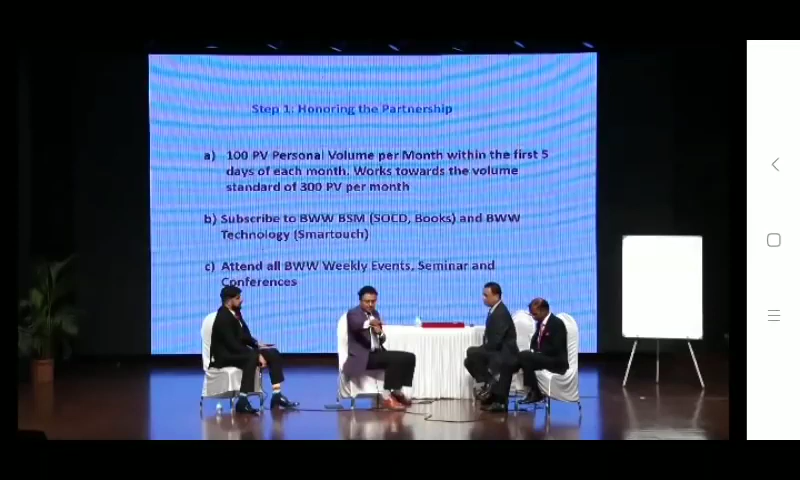 Step 1: Honoring the Partnership
a) 100 PV Personal Volume per Month within the first 5
days of each month. Works towards the volume
standard of 300 PV per month
b) Subscribe to BWW BSM (SOCD, Books) and BWW
Technology (Smartouch)
c) Attend all BWW Weekly Events, Seminar and
Conferences